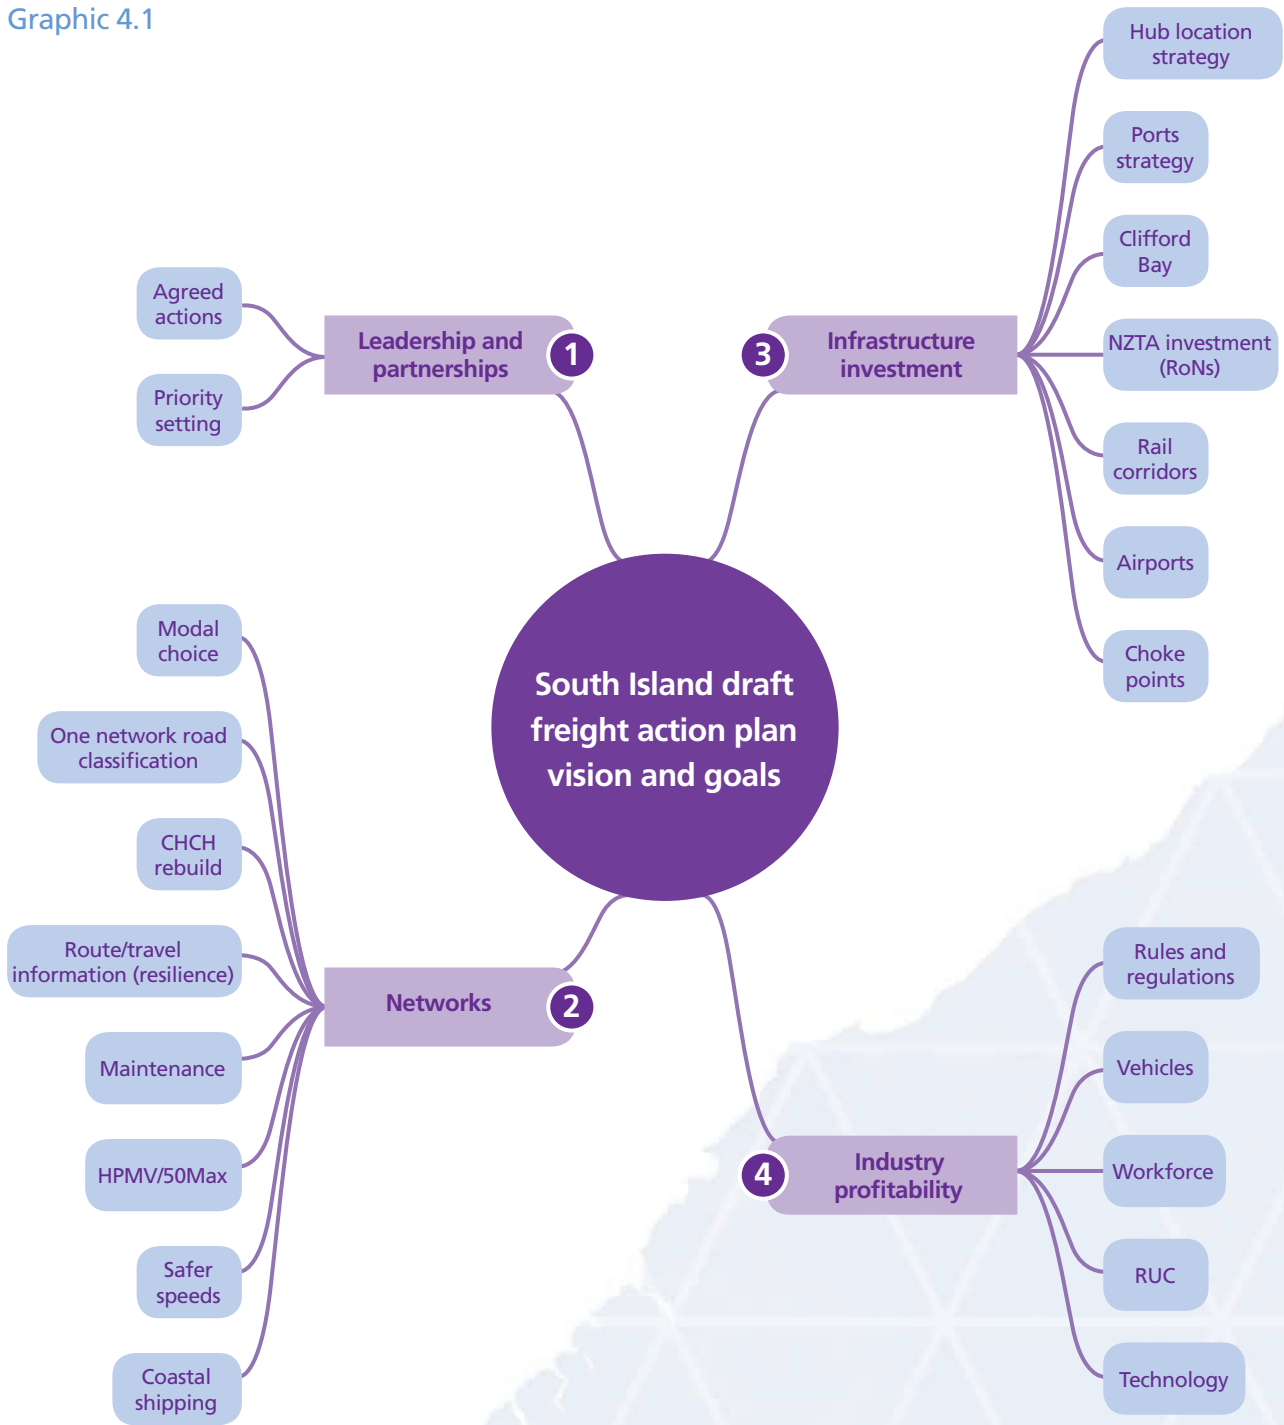 Graphic 4.1
South Island draft
freight action plan
vision and goals
Leadership and
partnerships
1
Agreed
actions
Priority
setting
Networks
2
Modal
choice
One network road
classification
CHCH
rebuild
Route/travel
information (resilience)
Maintenance
HPMV/50Max
Safer
speeds
Coastal
shipping
3
Infrastructure
investment
Hub location
strategy
Ports
strategy
Clifford
Bay
NZTA investment
(RoNs)
Rail
corridors
Airports
Choke
points
4
Industry
profitability
Rules and
regulations
Vehicles
Workforce
RUC
Technology